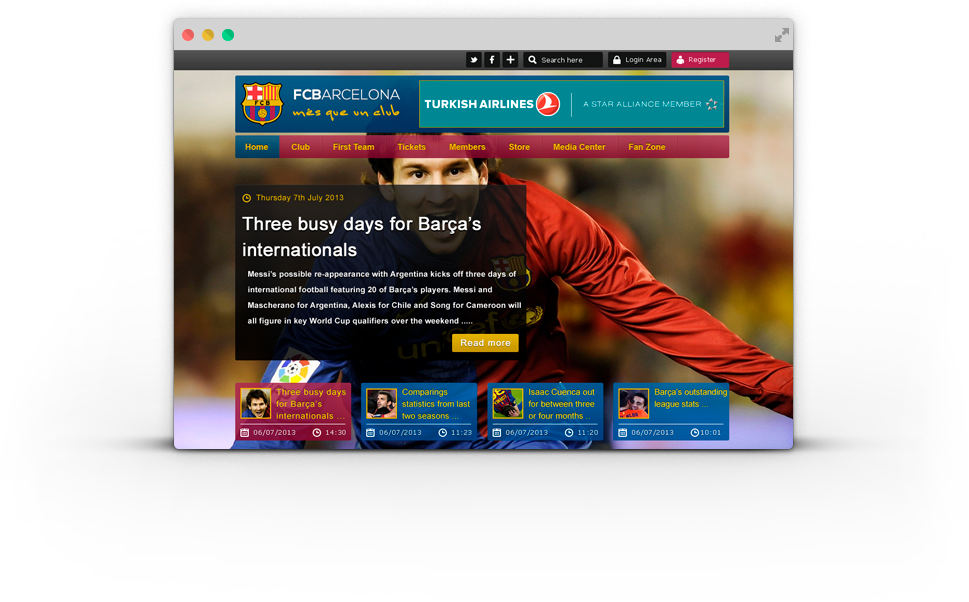 Search here
Login Area
Register
FCB
FCBARCELONA
més que un club
TURKISH AIRLINES
A STAR ALLIANCE MEMBER
Home
Club
First Team
Tickets
Members
Store
Media Center
Fan Zone
Thursday 7th July 2013
Three busy days for Barça's
internationals
Messi's possible re-appearance with Argentina kicks off three days of
international football featuring 20 of Barça's players. Messi and
Mascherano for Argentina, Alexis for Chile and Song for Cameroon will
all figure in key World Cup qualifiers over the weekend .....
unicef
Read more
Three busy days
for Barça's
internationals ...
06/07/2013 14:30
Comparings
statistics from last
two seasons ...
06/07/2013 11:23
Isaac Cuenca out
for between three
or four months ..
06/07/2013 11:20
Barça's outstanding
league stats ...
06/07/2013 10:01